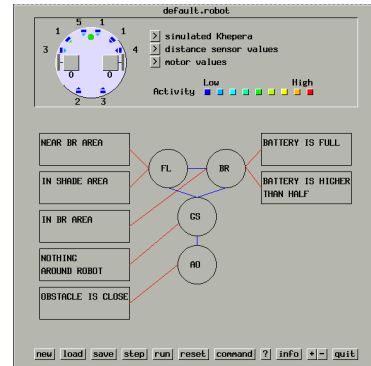 default.robot
5
1 1
3 4
0 0
2 3
> sinulated Khepera
> distance sensor values
> motor values
Low High
Activity
NEAR BR AREA
IN SHADE AREA
IN BR AREA
NOTHING
AROUND ROBOT
OBSTACLE IS CLOSE
FL
BR
GS
AO
BATTERY IS FULL
BATTERY IS HIGHER
THAN HALF
new load save step run reset command ? info + - quit